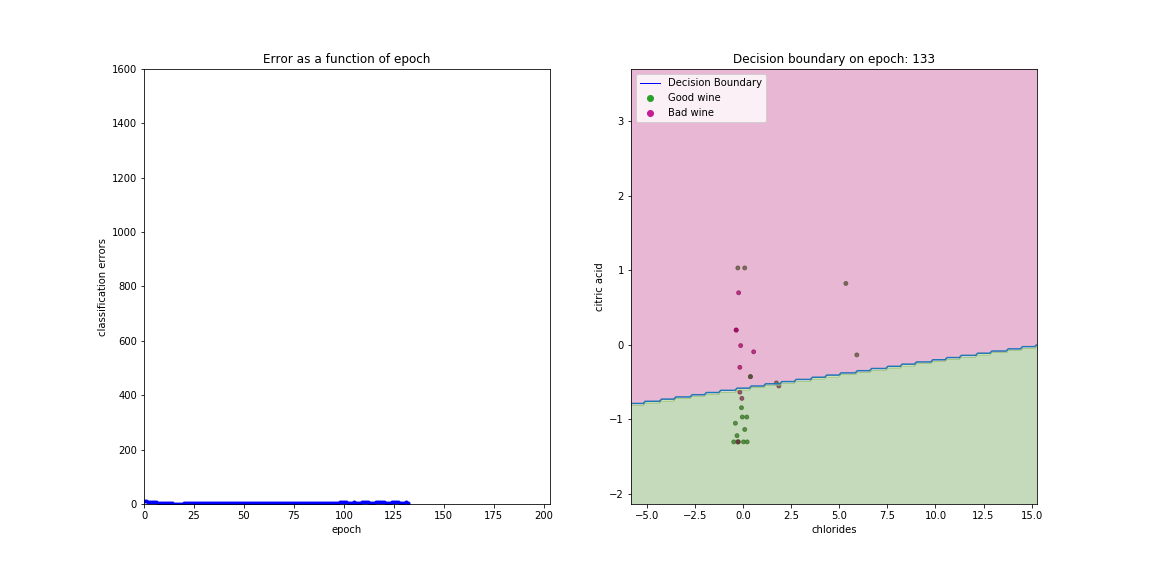 Error as a function of epoch
1600
1400
1200
1000
800
600
400
200
0
classification errors
0 25 50 75 100 125 150 175 200
epoch
Decision boundary on epoch: 133
Decision Boundary
Good wine
Bad wine
3
2
1
0
−1
−2
citric acid
−5.0 −2.5 0.0 2.5 5.0 7.5 10.0 12.5 15.0
chlorides